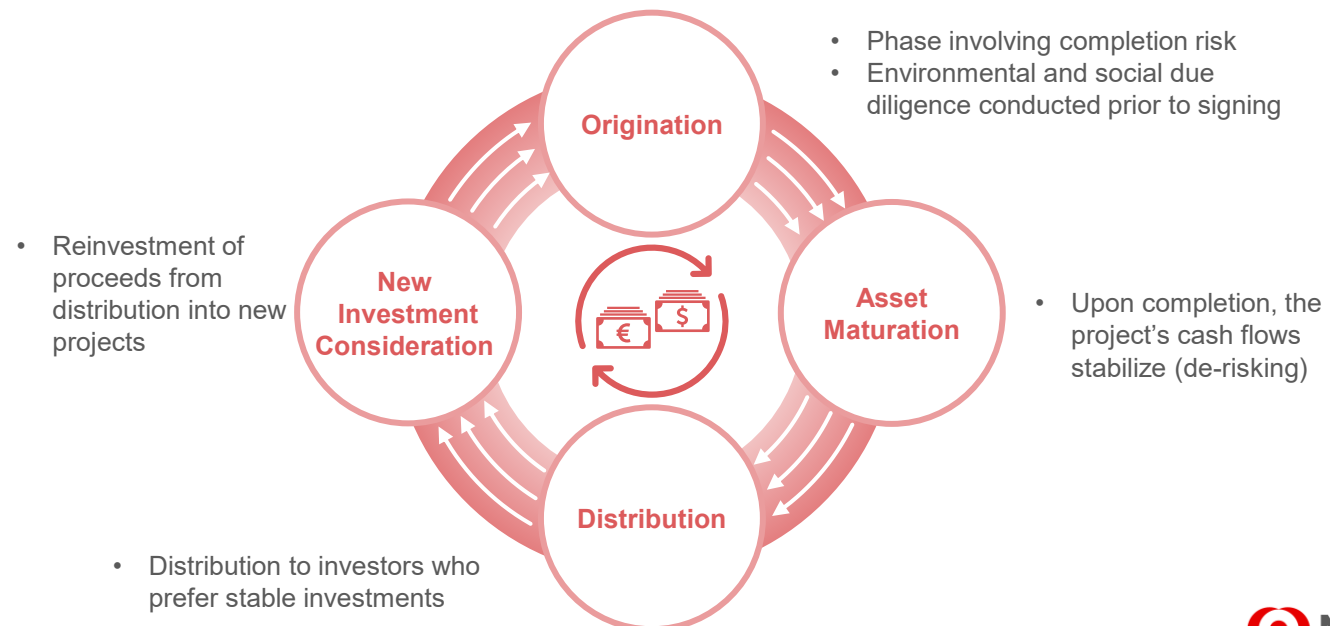 • Phase involving completion risk
• Environmental and social due
diligence conducted prior to signing
Origination
• Reinvestment of
proceeds from
distribution into new
projects
New
Investment
Consideration
€
$
Asset
Maturation
• Upon completion, the
project’s cash flows
stabilize (de-risking)
Distribution
• Distribution to investors who
prefer stable investments